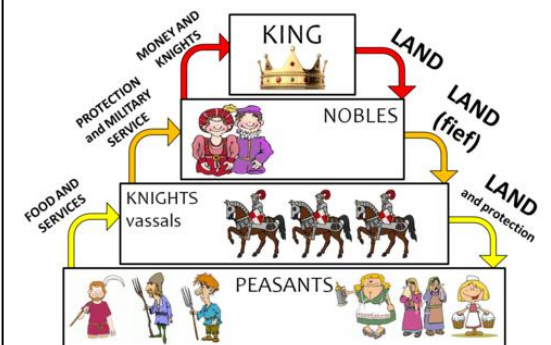 MONEY AND
KNIGHTS
KING
LAND
PROTECTION
and MILITARY
SERVICE
NOBLES
LAND
(fief)
FOOD AND
SERVICES
KNIGHTS
vassals
LAND
and protection
PEASANTS